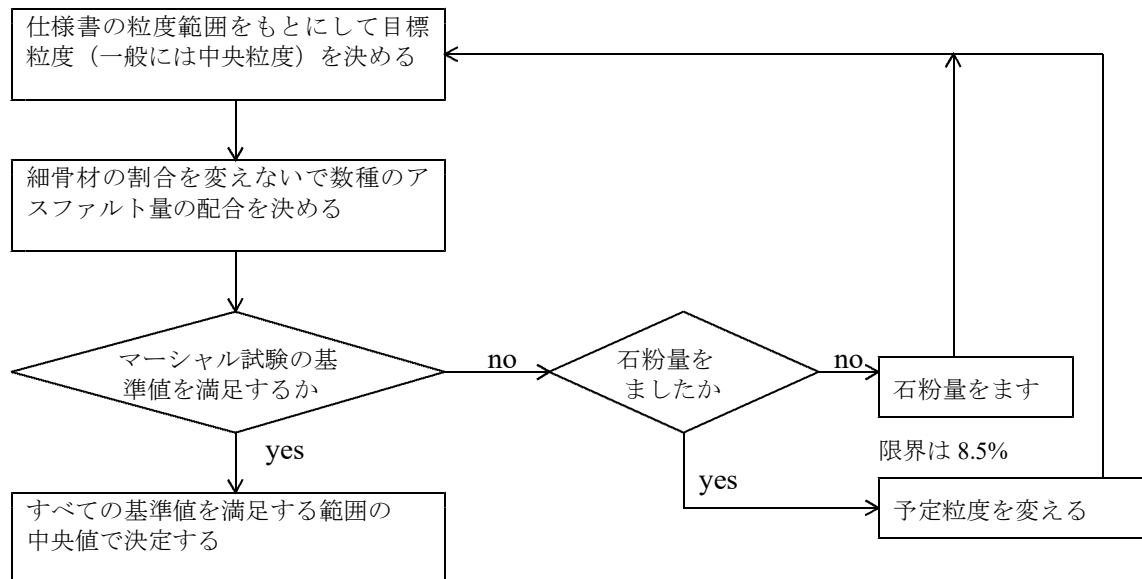 仕様書の粒度範囲をもとにして目標
粒度（一般には中央粒度）を決める
細骨材の割合を変えないで数種のア
スファルト量の配合を決める
マーシャル試験の基
準値を満足するか
no
石粉量を
ましたか
no
石粉量をます
限界は 8.5%
yes
yes
予定粒度を変える
すべての基準値を満足する範囲の
中央値で決定する